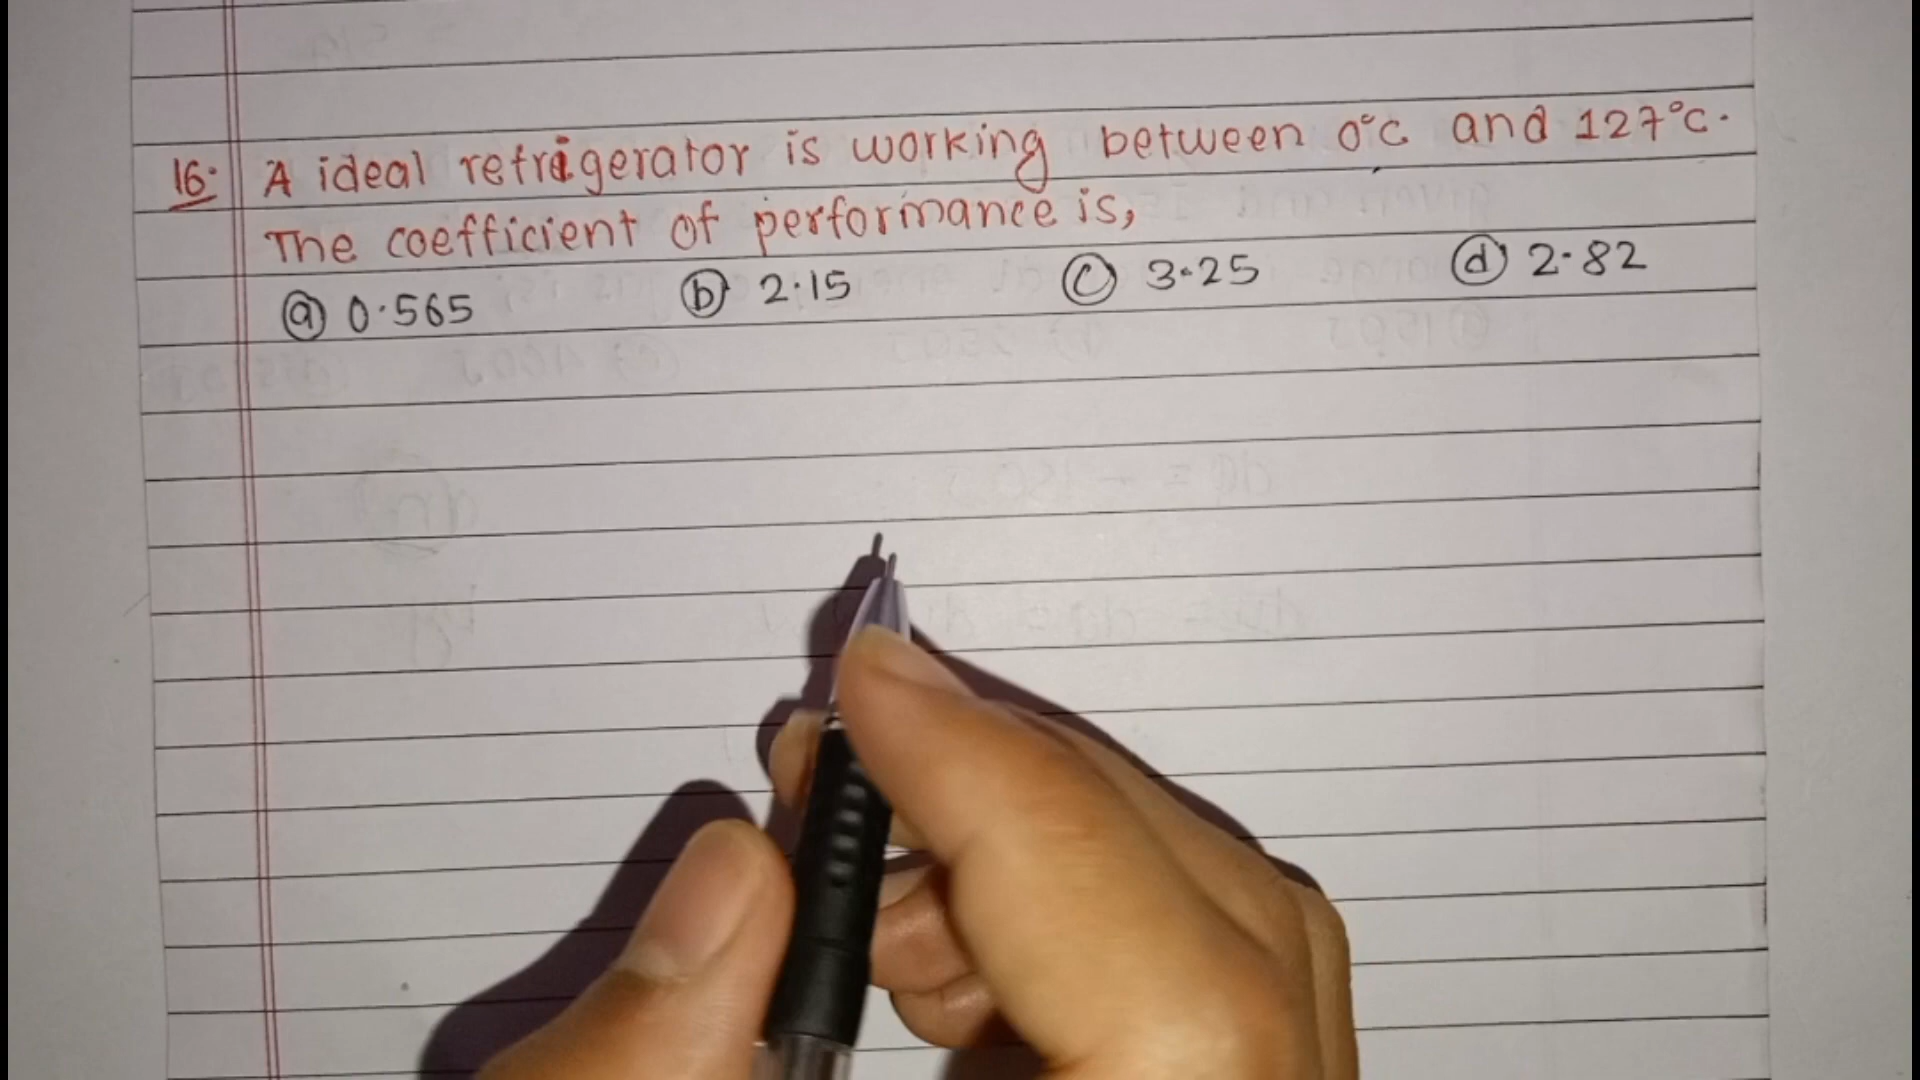 16. A ideal refrigerator is working between 0°C and 127°C.
The coefficient of performance is,
(a) 0.565 (b) 2.15 (c) 3.25 (d) 2.82